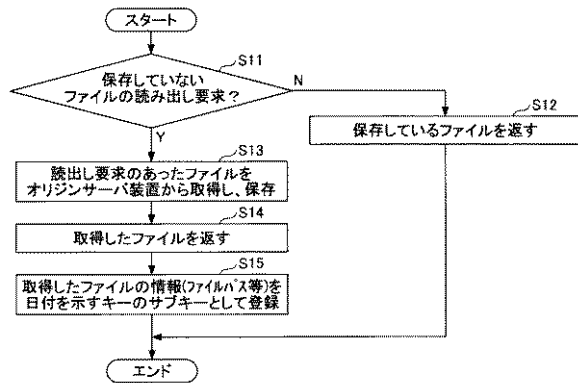 スタート
S11
保存していない
ファイルの読み出し要求?
N
Y
S12
保存しているファイルを返す
S13
読出し要求のあったファイルを
オリジンサーバ装置から取得し、保存
S14
取得したファイルを返す
S15
取得したファイルの情報(ファイルパス等)を
日付を示すキーのサブキーとして登録
エンド